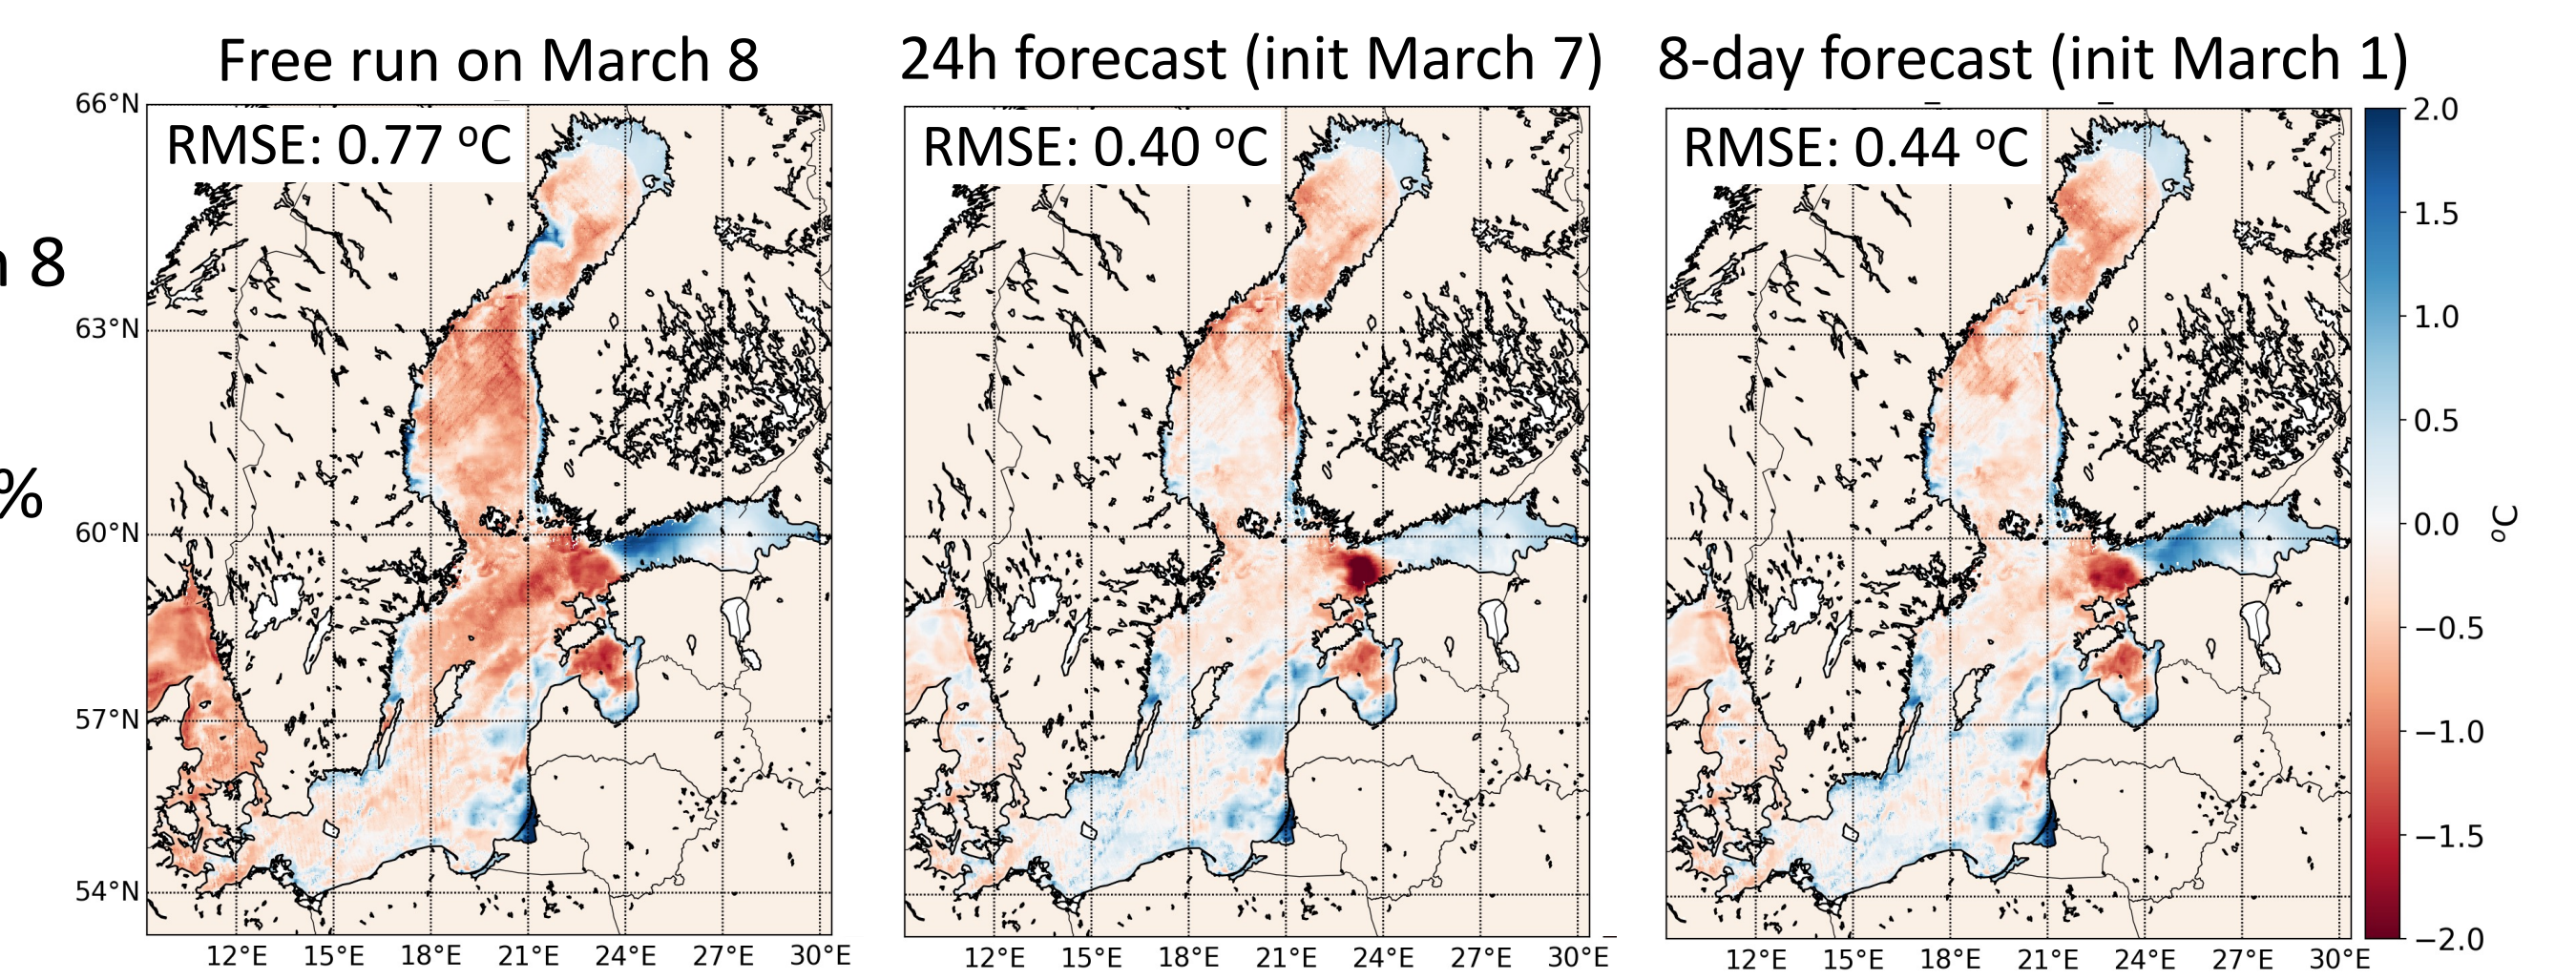 Free run on March 8
24h forecast (init March 7)
8-day forecast (init March 1)
RMSE: 0.77 °C
RMSE: 0.40 °C
RMSE: 0.44 °C
8
%
66°N
63°N
60°N
57°N
54°N
12°E 15°E 18°E 21°E 24°E 27°E 30°E
12°E 15°E 18°E 21°E 24°E 27°E 30°E
12°E 15°E 18°E 21°E 24°E 27°E 30°E
2.0
1.5
1.0
0.5
0.0
−0.5
−1.0
−1.5
−2.0
°C